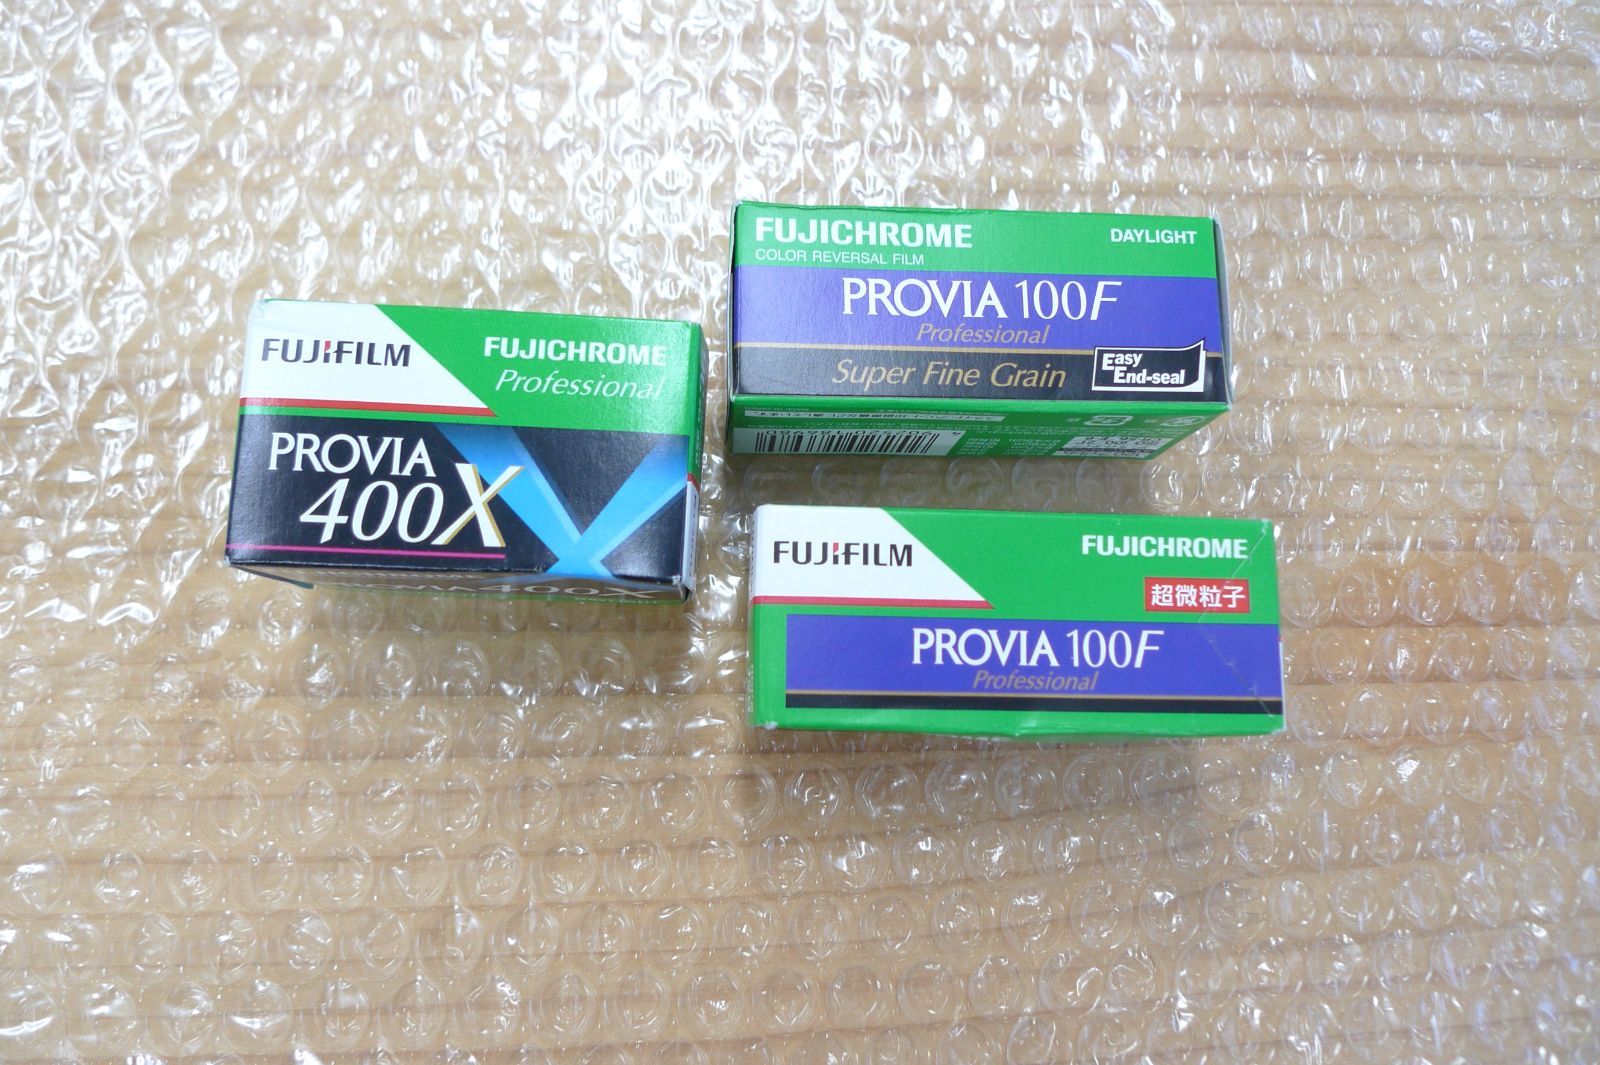 FUJIFILM
FUJICHROME
Professional
PROVIA
400X
FUJICHROME
COLOR REVERSAL FILM
DAYLIGHT
PROVIA 100F
Professional
Super Fine Grain
Easy
End-seal
FUJIFILM
FUJICHROME
超微粒子
PROVIA 100F
Professional